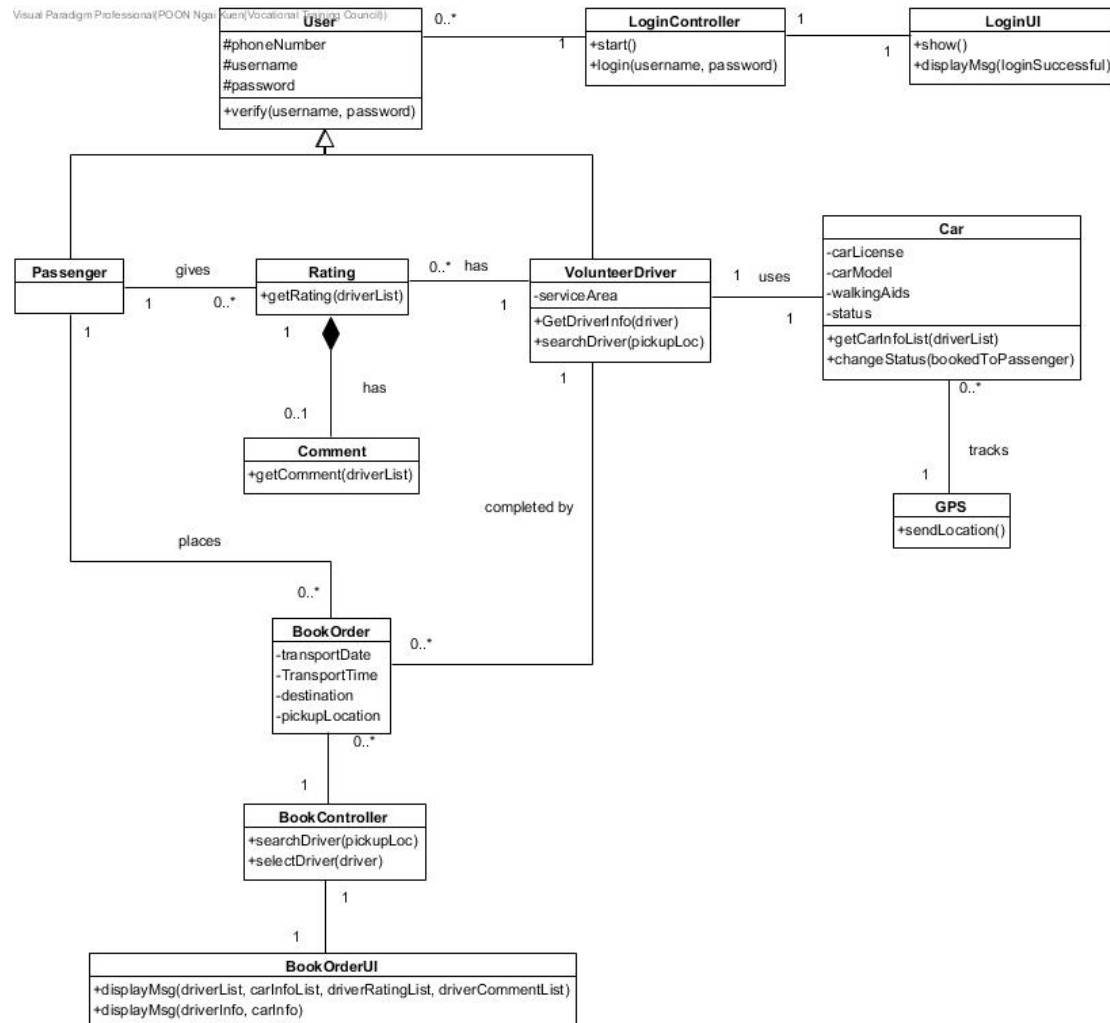 Visual Paradigm Professional(POON Ngai Kuen(Vocational Training Council))
User
#phoneNumber
#username
#password
+verify(username, password)
0..*
1
LoginController
+start()
+login(username, password)
1
1
LoginUI
+show()
+displayMsg(loginSuccessful)
Passenger
gives
1
0..*
Rating
+getRating(driverList)
0..*
has
1
VolunteerDriver
-serviceArea
+GetDriverInfo(driver)
+searchDriver(pickupLoc)
1
uses
1
Car
-carLicense
-carModel
-walkingAids
-status
+getCarInfoList(driverList)
+changeStatus(bookedToPassenger)
1
1
has
0..1
Comment
+getComment(driverList)
1
completed by
0..*
tracks
1
GPS
+sendLocation()
places
0..*
BookOrder
-transportDate
-TransportTime
-destination
-pickupLocation
0..*
0..*
1
BookController
+searchDriver(pickupLoc)
+selectDriver(driver)
1
1
BookOrderUI
+displayMsg(driverList, carInfoList, driverRatingList, driverCommentList)
+displayMsg(driverInfo, carInfo)